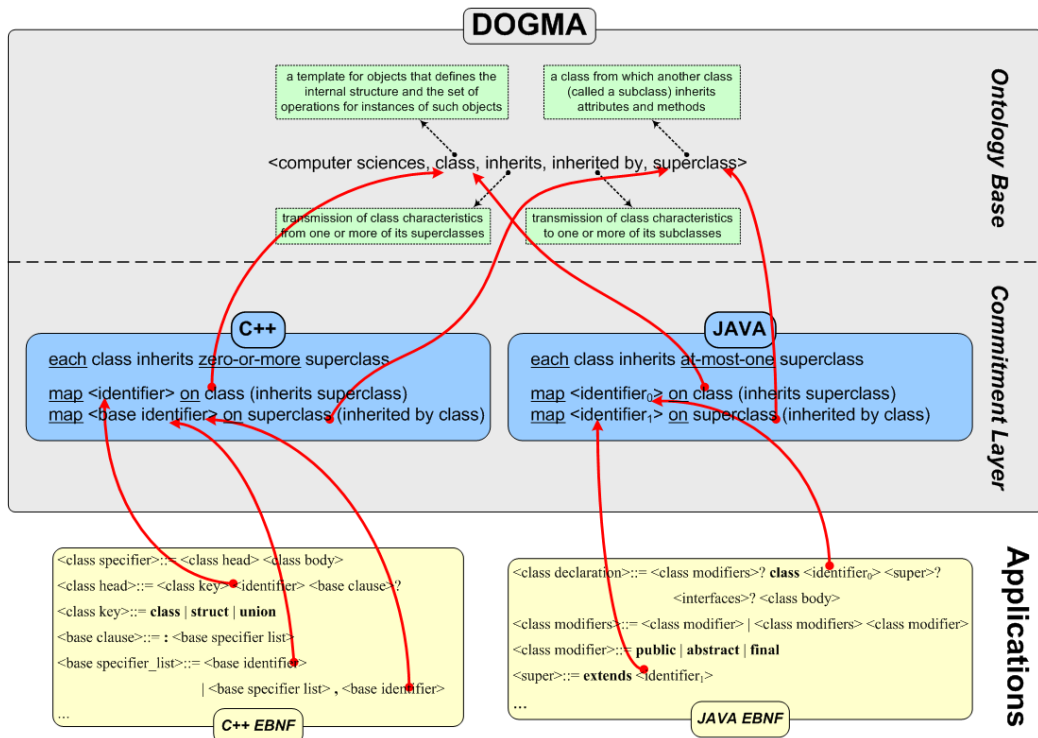 DOGMA
a template for objects that defines the
internal structure and the set of
operations for instances of such objects
a class from which another class
(called a subclass) inherits
attributes and methods
<computer sciences, class, inherits, inherited by, superclass>
transmission of class characteristics
from one or more of its superclasses
transmission of class characteristics
to one or more of its subclasses
Ontology Base
C++
each class inherits zero-or-more superclass
map <identifier> on class (inherits superclass)
map <base identifier> on superclass (inherited by class)
JAVA
each class inherits at-most-one superclass
map <identifier₀> on class (inherits superclass)
map <identifier₁> on superclass (inherited by class)
Commitment Layer
<class specifier>::= <class head> <class body>
<class head>::= <class key> <identifier> <base clause>?
<class key>::= class | struct | union
<base clause>::= : <base specifier list>
<base specifier_list>::= <base identifier>
| <base specifier list> , <base identifier>
...
C++ EBNF
<class declaration>::= <class modifiers>? class <identifier₀> <super>?
<interfaces>? <class body>
<class modifiers>::= <class modifier> | <class modifiers> <class modifier>
<class modifier>::= public | abstract | final
<super>::= extends <identifier₁>
...
JAVA EBNF
Applications